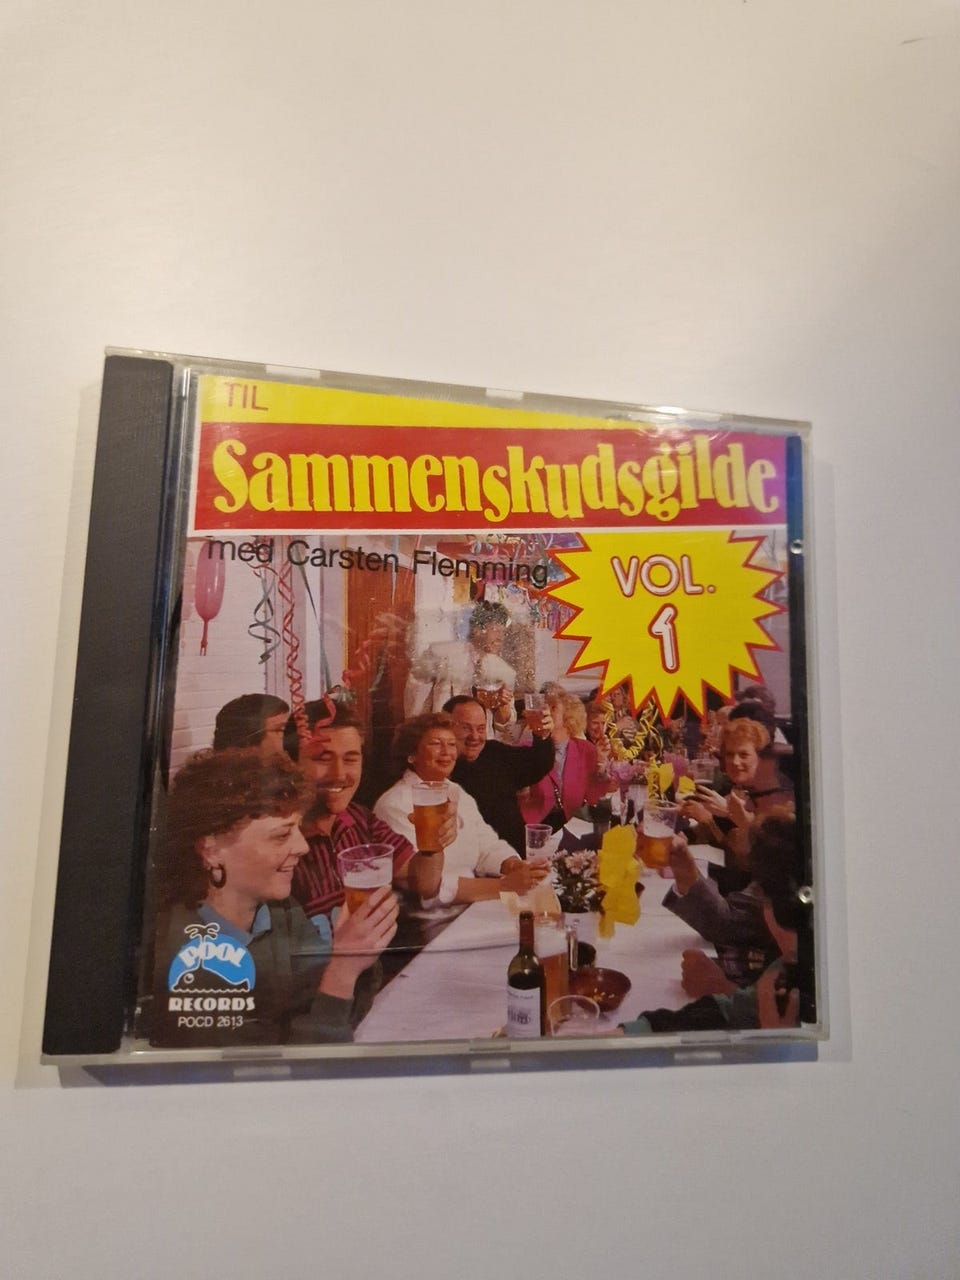 TIL
Sammenskudsgilde
med Carsten Flemming
VOL.
1
POOL
RECORDS
POCD 2613